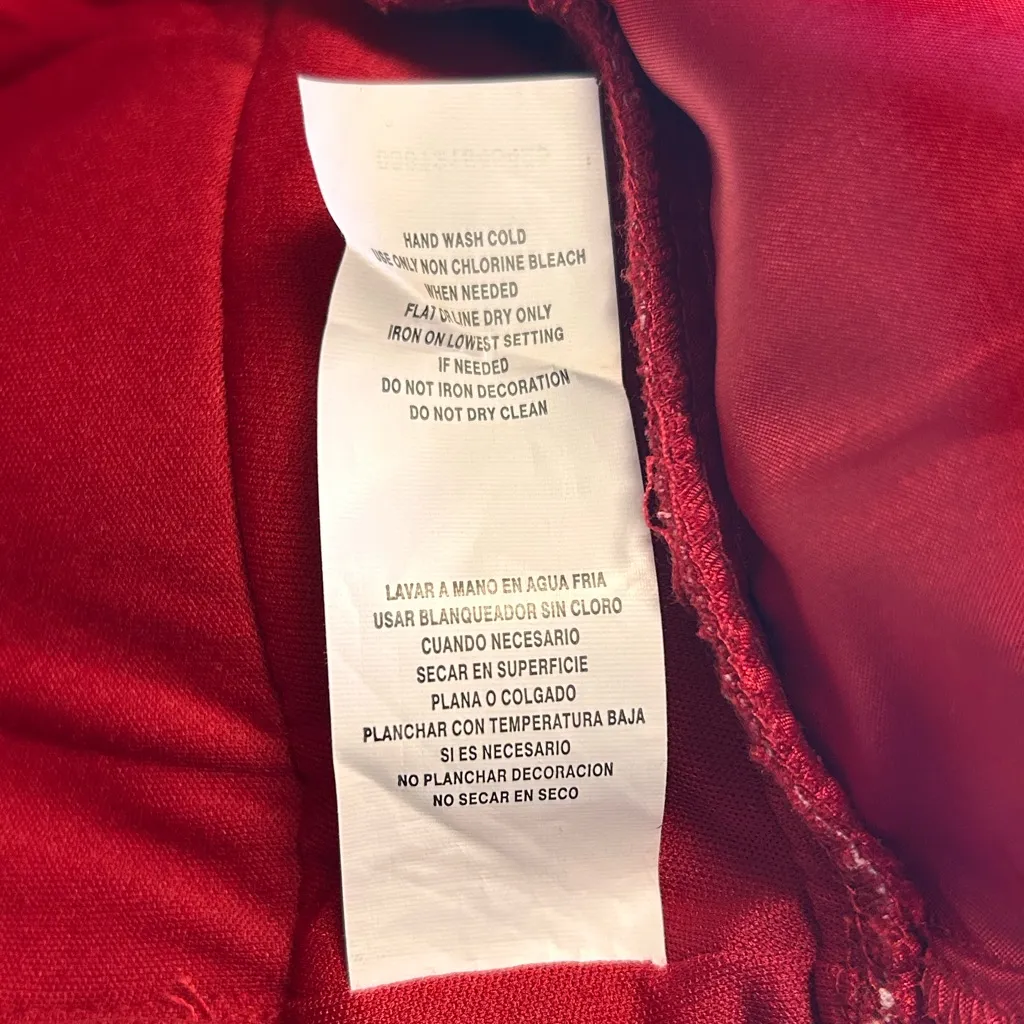 HAND WASH COLD
USE ONLY NON CHLORINE BLEACH
WHEN NEEDED
FLAT OR LINE DRY ONLY
IRON ON LOWEST SETTING
IF NEEDED
DO NOT IRON DECORATION
DO NOT DRY CLEAN
LAVAR A MANO EN AGUA FRIA
USAR BLANQUEADOR SIN CLORO
CUANDO NECESARIO
SECAR EN SUPERFICIE
PLANA O COLGADO
PLANCHAR CON TEMPERATURA BAJA
SI ES NECESARIO
NO PLANCHAR DECORACION
NO SECAR EN SECO